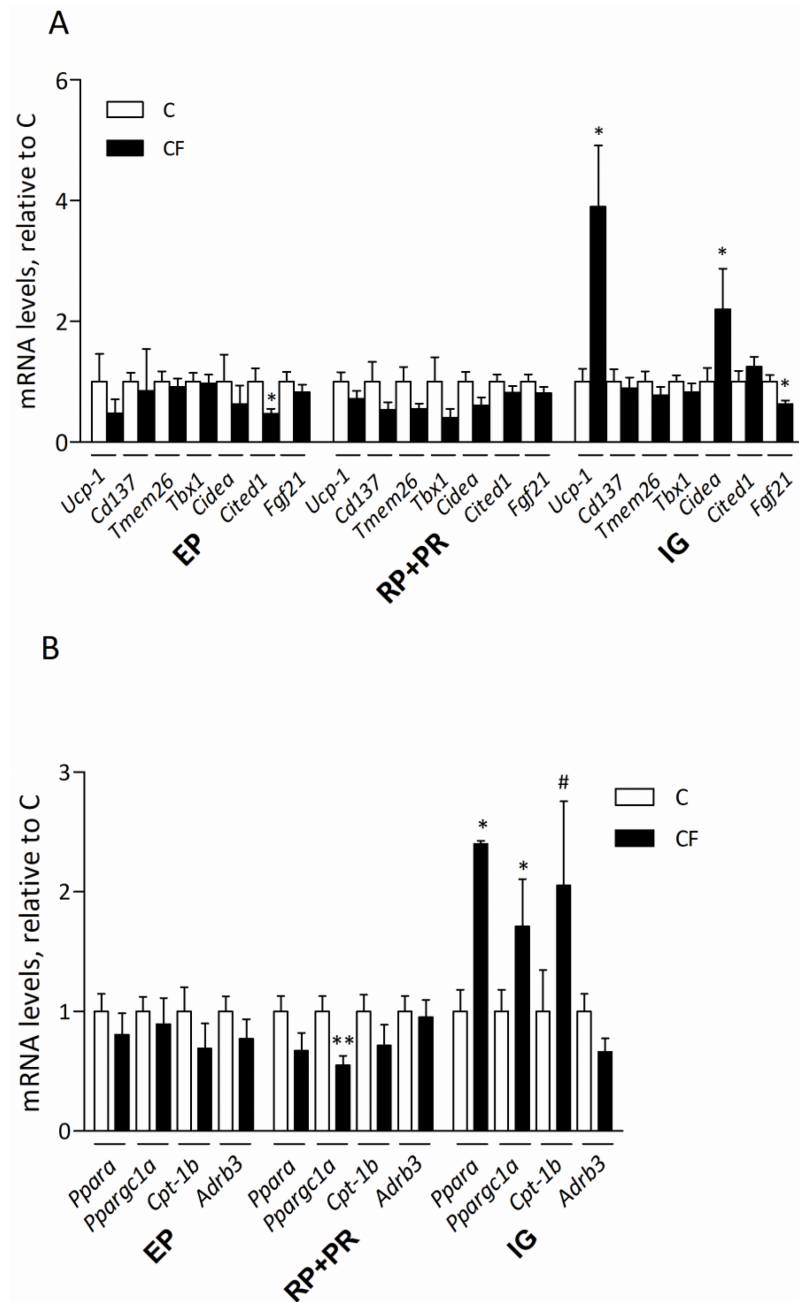 A
6
4
2
0
mRNA levels, relative to C
C
CF
*
*
*
*
Ucp-1 Cd137 Tmem26 Tbx1 Cidea Cited1 Fgf21
Ucp-1 Cd137 Tmem26 Tbx1 Cidea Cited1 Fgf21
Ucp-1 Cd137 Tmem26 Tbx1 Cidea Cited1 Fgf21
EP RP+PR IG
B
3
2
1
0
mRNA levels, relative to C
C
CF
#
*
*
**
Ppara Ppargc1a Cpt-1b Adrb3
Ppara Ppargc1a Cpt-1b Adrb3
Ppara Ppargc1a Cpt-1b Adrb3
EP RP+PR IG